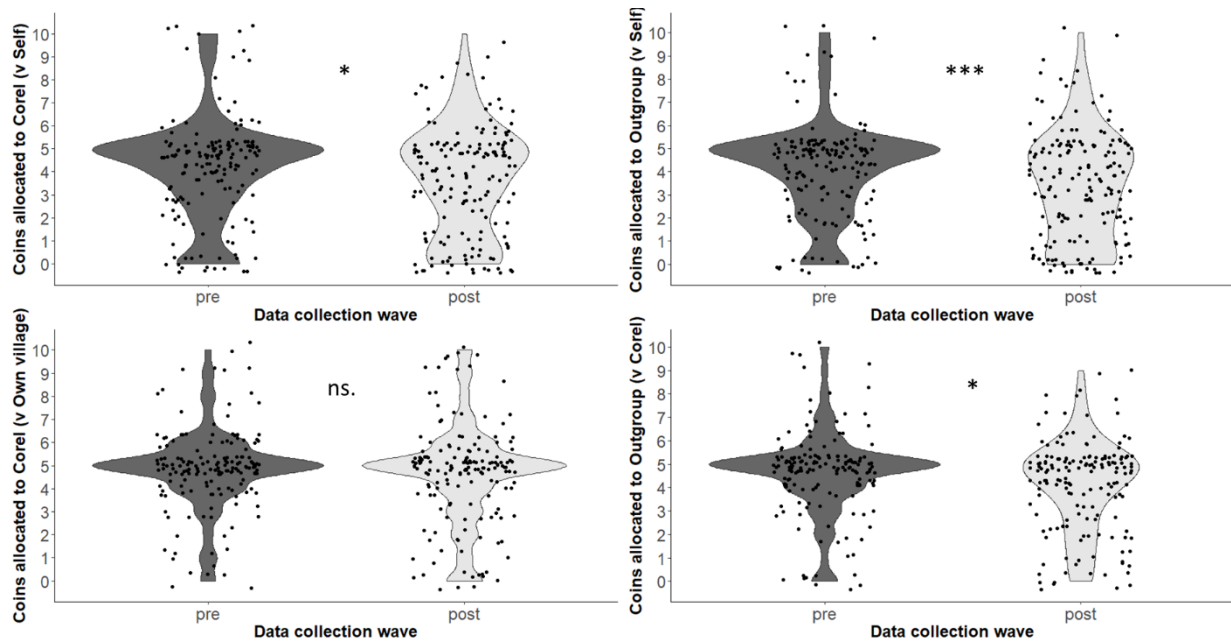 Coins allocated to Corel (v Self)
10
9
8
7
6
5
4
3
2
1
0
*
pre
post
Data collection wave
Coins allocated to Outgroup (v Self)
10
9
8
7
6
5
4
3
2
1
0
***
pre
post
Data collection wave
Coins allocated to Corel (v Own village)
10
9
8
7
6
5
4
3
2
1
0
ns.
pre
post
Data collection wave
Coins allocated to Outgroup (v Corel)
10
9
8
7
6
5
4
3
2
1
0
*
pre
post
Data collection wave